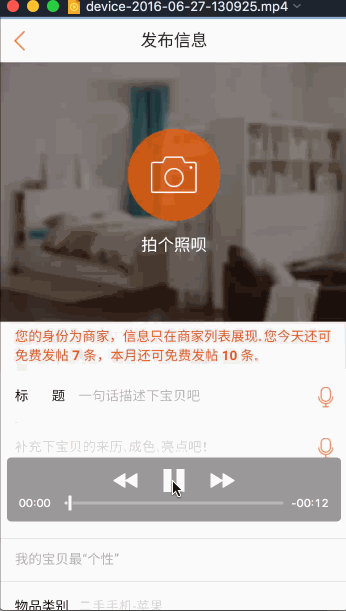 device-2016-06-27-130925.mp4
发布信息
拍个照呗
您的身份为商家，信息只在商家列表展现.您今天还可
免费发帖 7 条，本月还可免费发帖 10 条。
标 题 一句话描述下宝贝吧
补充下宝贝的来历.成色.亮点吧！
00:00 -00:12
我的宝贝最“个性”
物品类别 二手手机·苹果